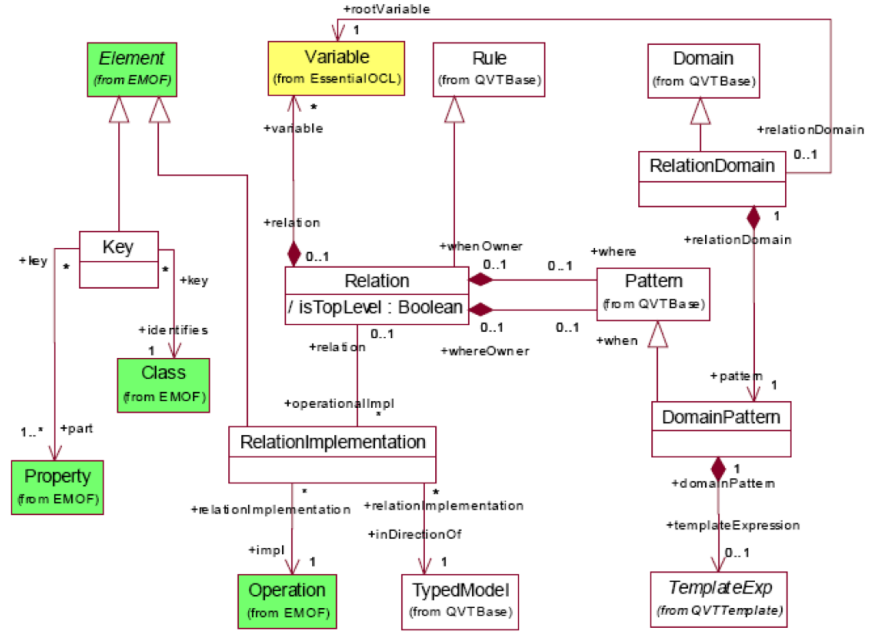 +rootVariable
1
Element
(from EMOF)
Variable
(from EssentialOCL)
Rule
(from QVTBase)
Domain
(from QVTBase)
*
+variable
+relationDomain
0..1
RelationDomain
1
+relationDomain
+relation
0..1
Key
+key
*
*
+key
+whenOwner
0..1
0..1
+where
Relation
/ isTopLevel : Boolean
Pattern
(from QVTBase)
+identifies
1
0..1
+relation
0..1
+whereOwner
0..1
+when
Class
(from EMOF)
+pattern
1
+operationalImpl
*
DomainPattern
1..*
+part
RelationImplementation
Property
(from EMOF)
1
+domainPattern
*
+relationImplementation
*
+relationImplementation
+templateExpression
+inDirectionOf
+impl
1
1
0..1
Operation
(from EMOF)
TypedModel
(from QVTBase)
TemplateExp
(from QVTTemplate)